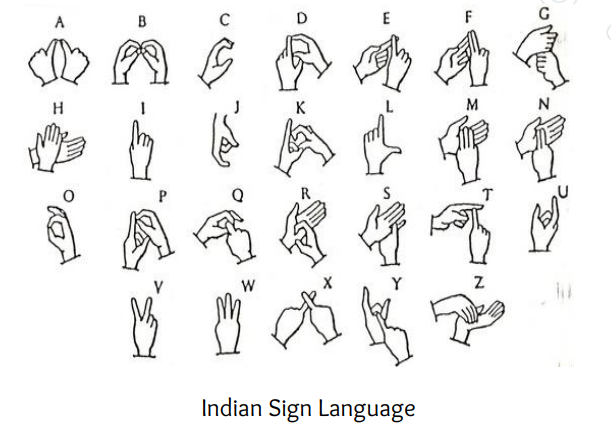 A B C D E F G
H I J K L M N
O P Q R S T U
V W X Y Z
Indian Sign Language